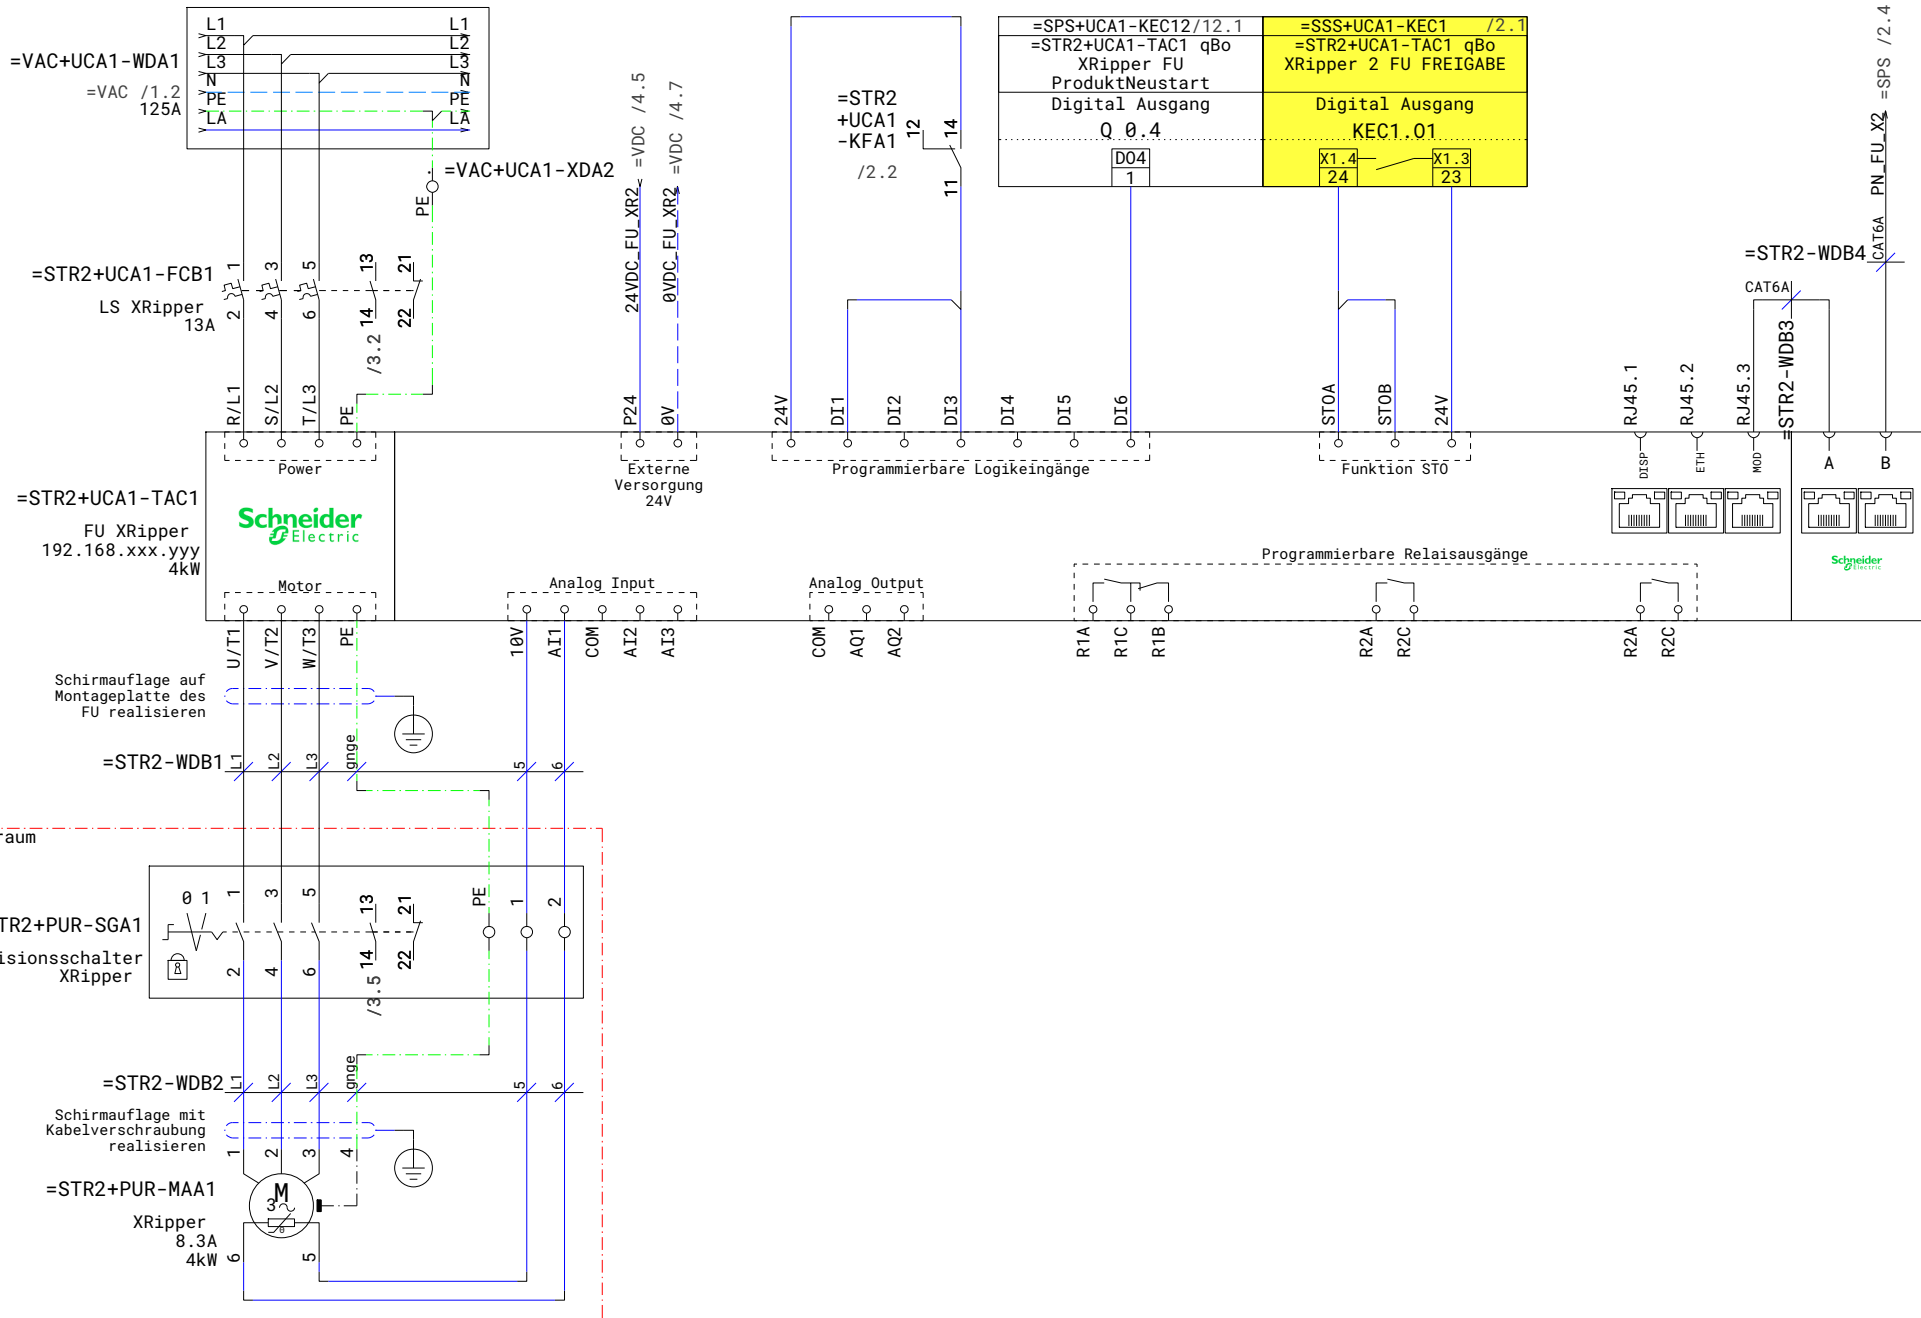 L1 L1
L2 L2
L3 L3
N N
PE PE
LA LA
=VAC+UCA1-WDA1
=VAC /1.2
125A
=VAC+UCA1-XDA2
PE
=STR2+UCA1-FCB1
LS XRipper
13A
1 3 5 13 21
2 4 6 14 22
/3.2
24VDC_FU_XR2 =VDC /4.5
0VDC_FU_XR2 =VDC /4.7
=STR2
+UCA1
-KFA1
/2.2
12 14
11
=SPS+UCA1-KEC12/12.1
=STR2+UCA1-TAC1 qBo
XRipper FU
ProduktNeustart
Digital Ausgang
Q 0.4
DO4
1
=SSS+UCA1-KEC1 /2.1
=STR2+UCA1-TAC1 qBo
XRipper 2 FU FREIGABE
Digital Ausgang
KEC1.O1
X1.4 X1.3
24 23
PN_FU_X2 =SPS /2.4
CAT6A
=STR2-WDB4
CAT6A
=STR2-WDB3
R/L1 S/L2 T/L3 PE
P24 0V
24V DI1 DI2 DI3 DI4 DI5 DI6
STOA STOB 24V
RJ45.1 RJ45.2 RJ45.3
Power
Externe
Versorgung
24V
Programmierbare Logikeingänge
Funktion STO
DISP ETH MOD A B
=STR2+UCA1-TAC1
FU XRipper
192.168.xxx.yyy
4kW
Schneider
Electric
Schneider
Electric
Motor
Analog Input
Analog Output
Programmierbare Relaisausgänge
U/T1 V/T2 W/T3 PE
10V AI1 COM AI2 AI3
COM AQ1 AQ2
R1A R1C R1B
R2A R2C
R2A R2C
Schirmauflage auf
Montageplatte des
FU realisieren
=STR2-WDB1
L1 L2 L3 gnge 5 6
raum
TR2+PUR-SGA1
isionsschalter
XRipper
0 1
1 3 5 13 21 PE 1 2
2 4 6 14 22
/3.5
=STR2-WDB2
L1 L2 L3 gnge 5 6
Schirmauflage mit
Kabelverschraubung
realisieren
1 2 3 4
=STR2+PUR-MAA1
XRipper
8.3A
4kW
M
3
6 5